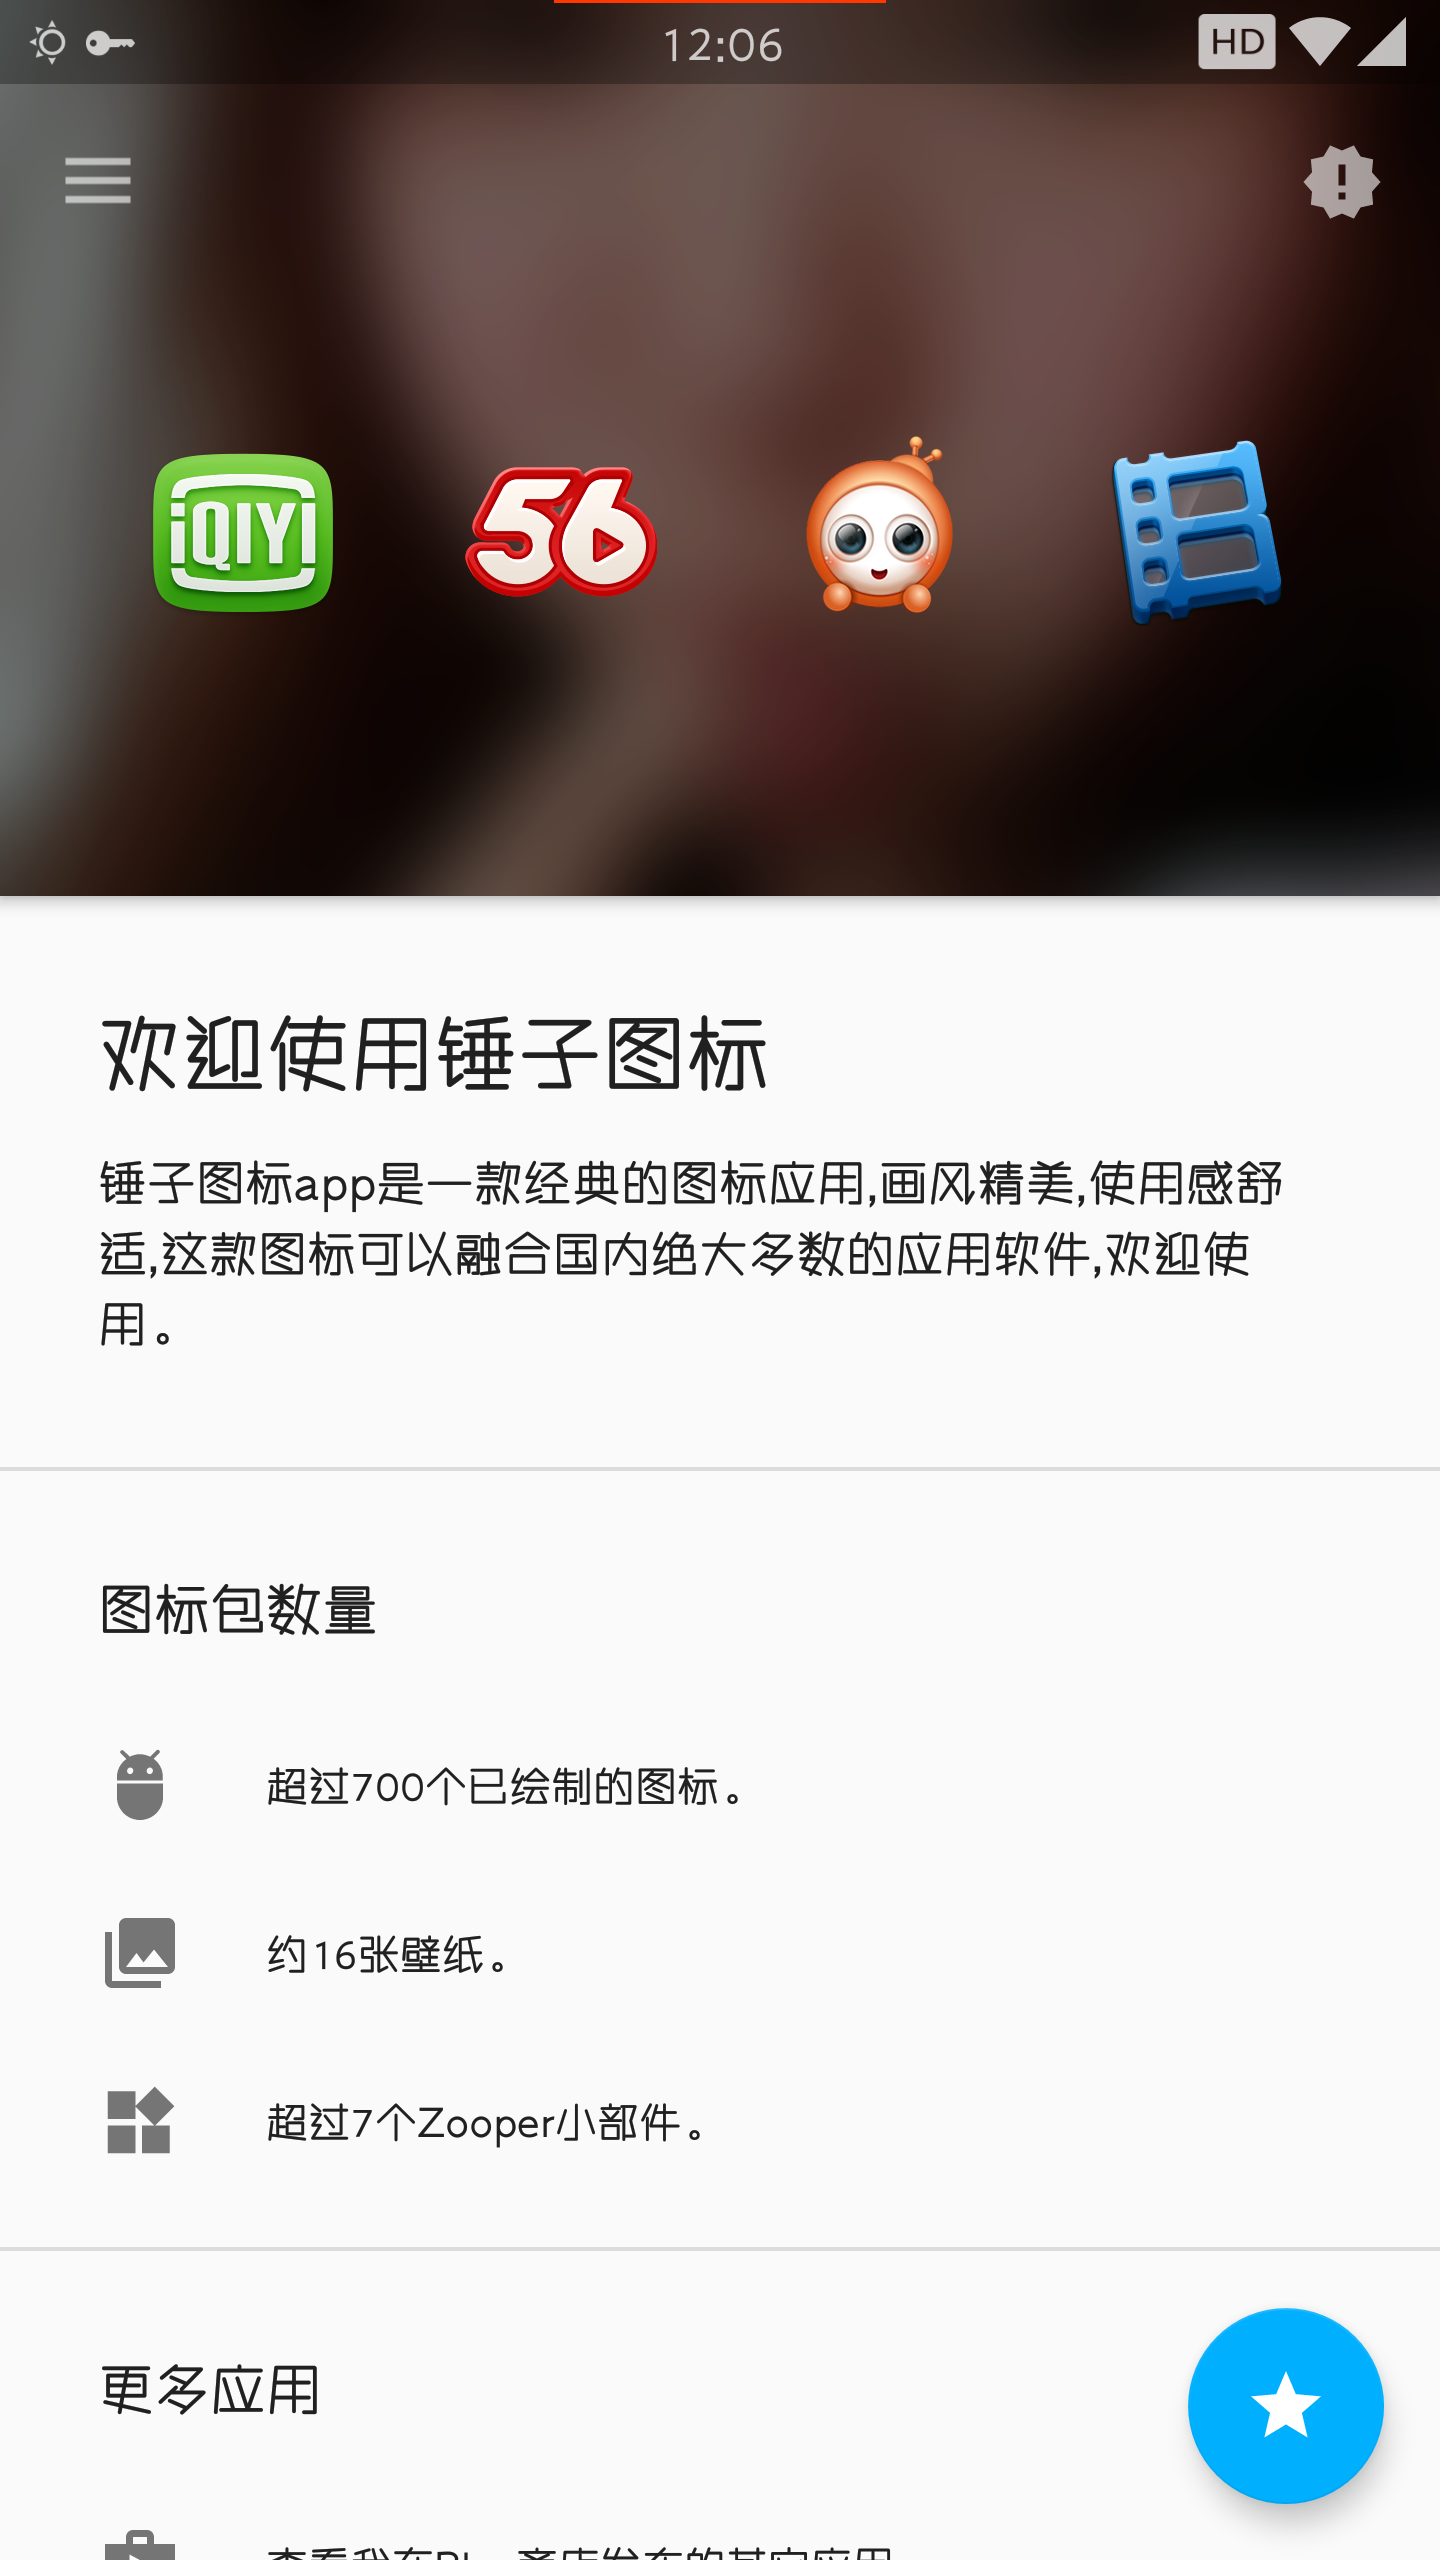 12:06
HD
iQIYI
56
欢迎使用锤子图标
锤子图标app是一款经典的图标应用,画风精美,使用感舒
适,这款图标可以融合国内绝大多数的应用软件,欢迎使
用。
图标包数量
超过700个已绘制的图标。
约16张壁纸。
超过7个Zooper小部件。
更多应用